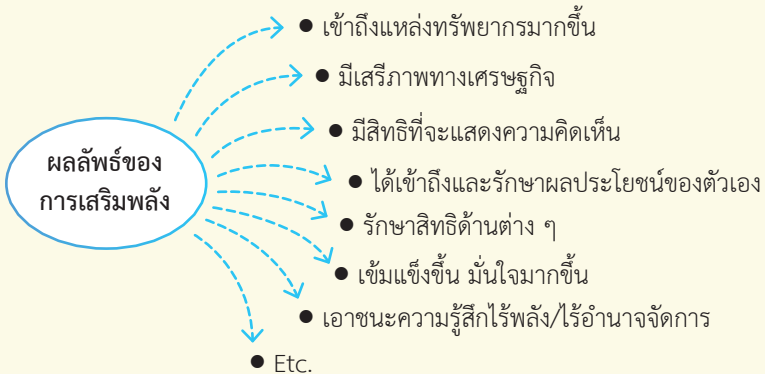 ผลลัพธ์ของ
การเสริมพลัง
● เข้าถึงแหล่งทรัพยากรมากขึ้น
● มีเสรีภาพทางเศรษฐกิจ
● มีสิทธิที่จะแสดงความคิดเห็น
● ได้เข้าถึงและรักษาผลประโยชน์ของตัวเอง
● รักษาสิทธิด้านต่าง ๆ
● เข้มแข็งขึ้น มั่นใจมากขึ้น
● เอาชนะความรู้สึกไร้พลัง/ไร้อำนาจจัดการ
● Etc.